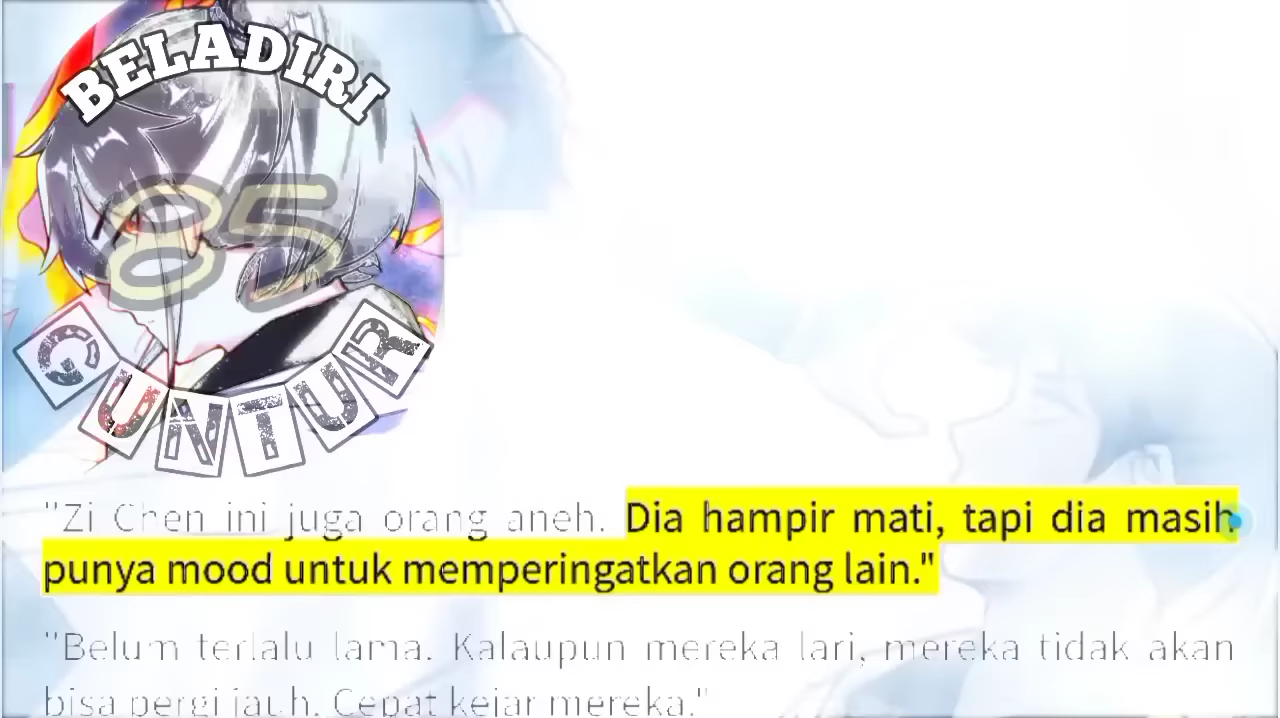 BELADIRI
85
GUNTUR
"Zi Chen ini juga orang aneh. Dia hampir mati, tapi dia masih
punya mood untuk memperingatkan orang lain."
"Belum terlalu lama. Kalaupun mereka lari, mereka tidak akan
bisa pergi jauh. Cepat kejar mereka."